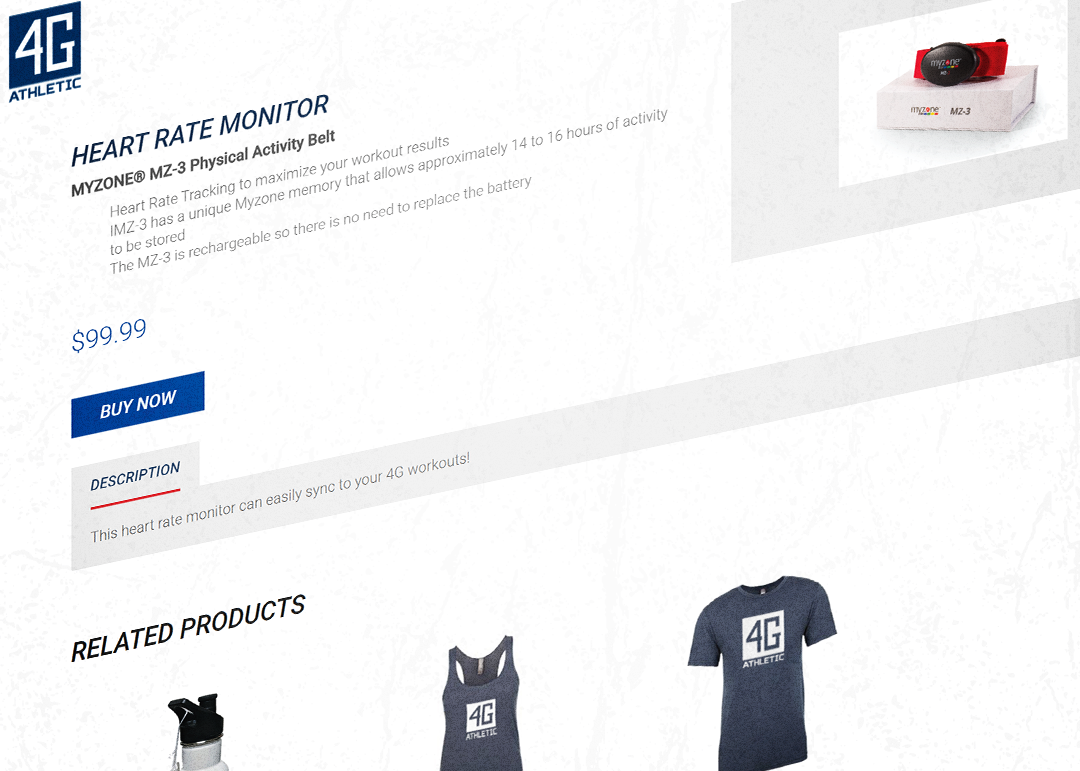 4G
ATHLETIC
myzone
MZ-3
myzone MZ-3
HEART RATE MONITOR
MYZONE® MZ-3 Physical Activity Belt
Heart Rate Tracking to maximize your workout results
IMZ-3 has a unique Myzone memory that allows approximately 14 to 16 hours of activity
to be stored
The MZ-3 is rechargeable so there is no need to replace the battery
$99.99
BUY NOW
DESCRIPTION
This heart rate monitor can easily sync to your 4G workouts!
RELATED PRODUCTS
4G
ATHLETIC
4G
ATHLETIC